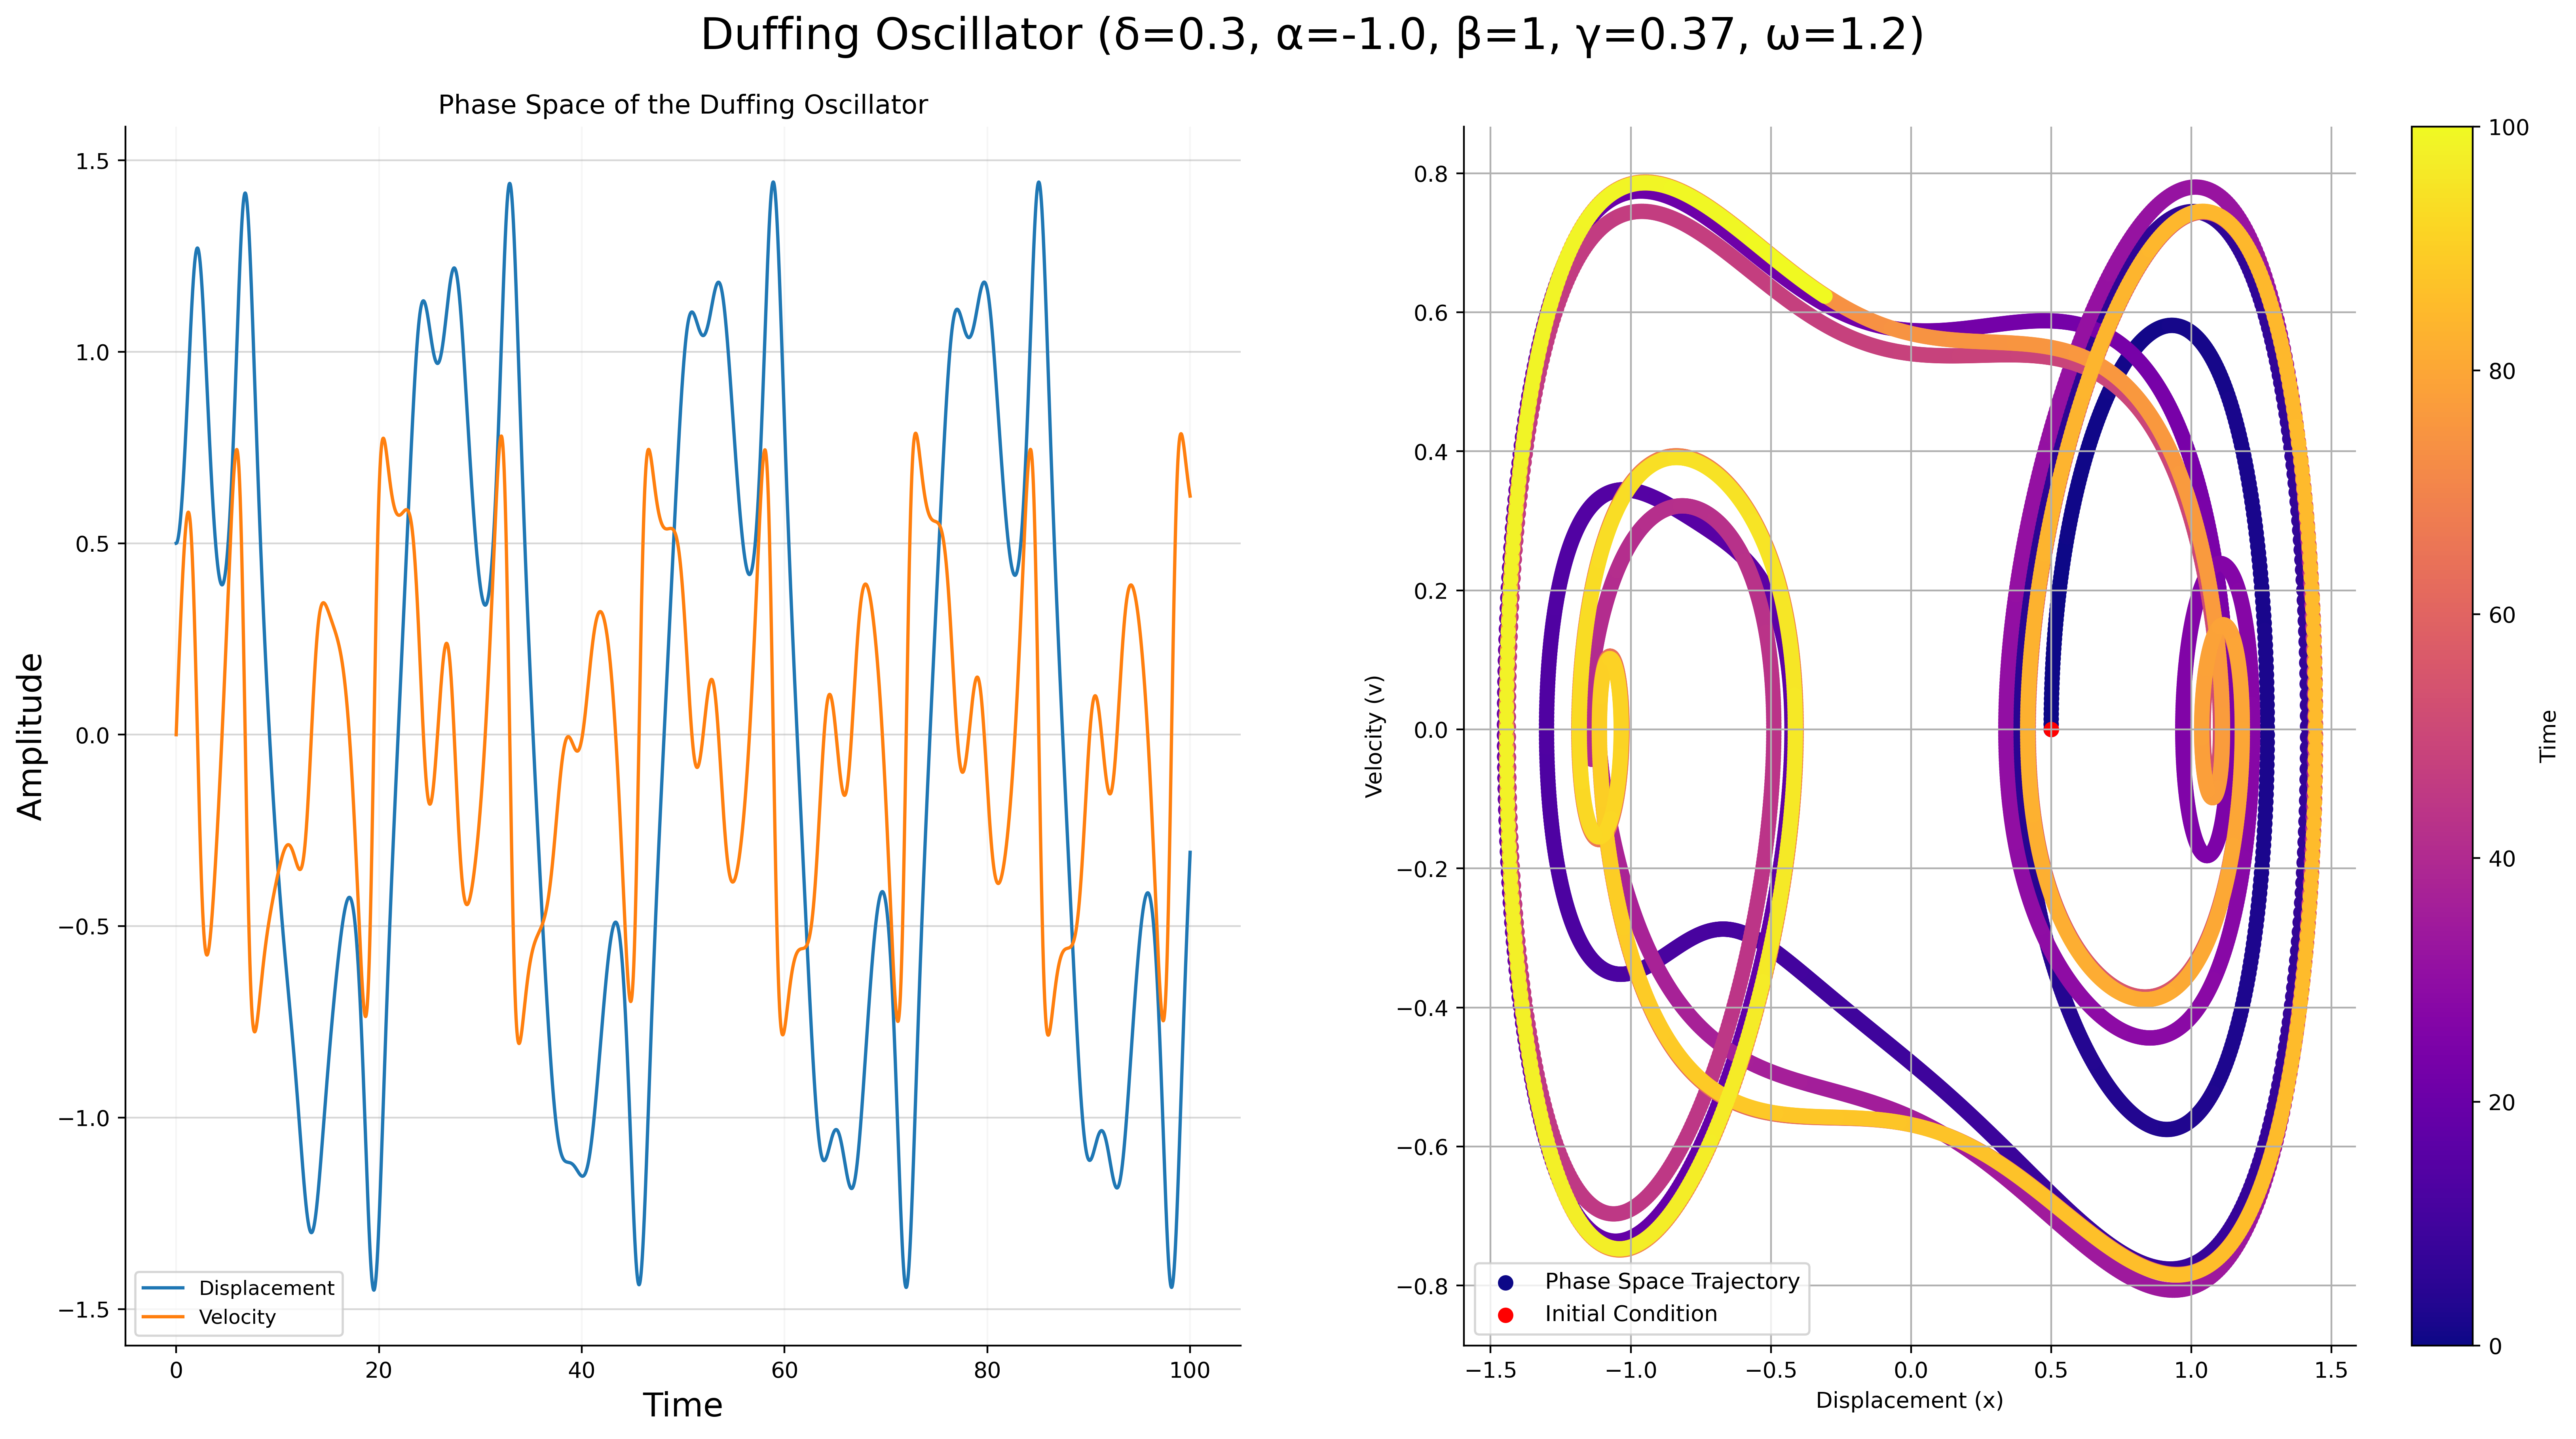 Duffing Oscillator (δ=0.3, α=-1.0, β=1, γ=0.37, ω=1.2)
Phase Space of the Duffing Oscillator
1.5
1.0
0.5
0.0
−0.5
−1.0
−1.5
Amplitude
0 20 40 60 80 100
Time
Displacement
Velocity
0.8
0.6
0.4
0.2
0.0
−0.2
−0.4
−0.6
−0.8
Velocity (v)
−1.5 −1.0 −0.5 0.0 0.5 1.0 1.5
Displacement (x)
Phase Space Trajectory
Initial Condition
100
80
60
40
20
0
Time